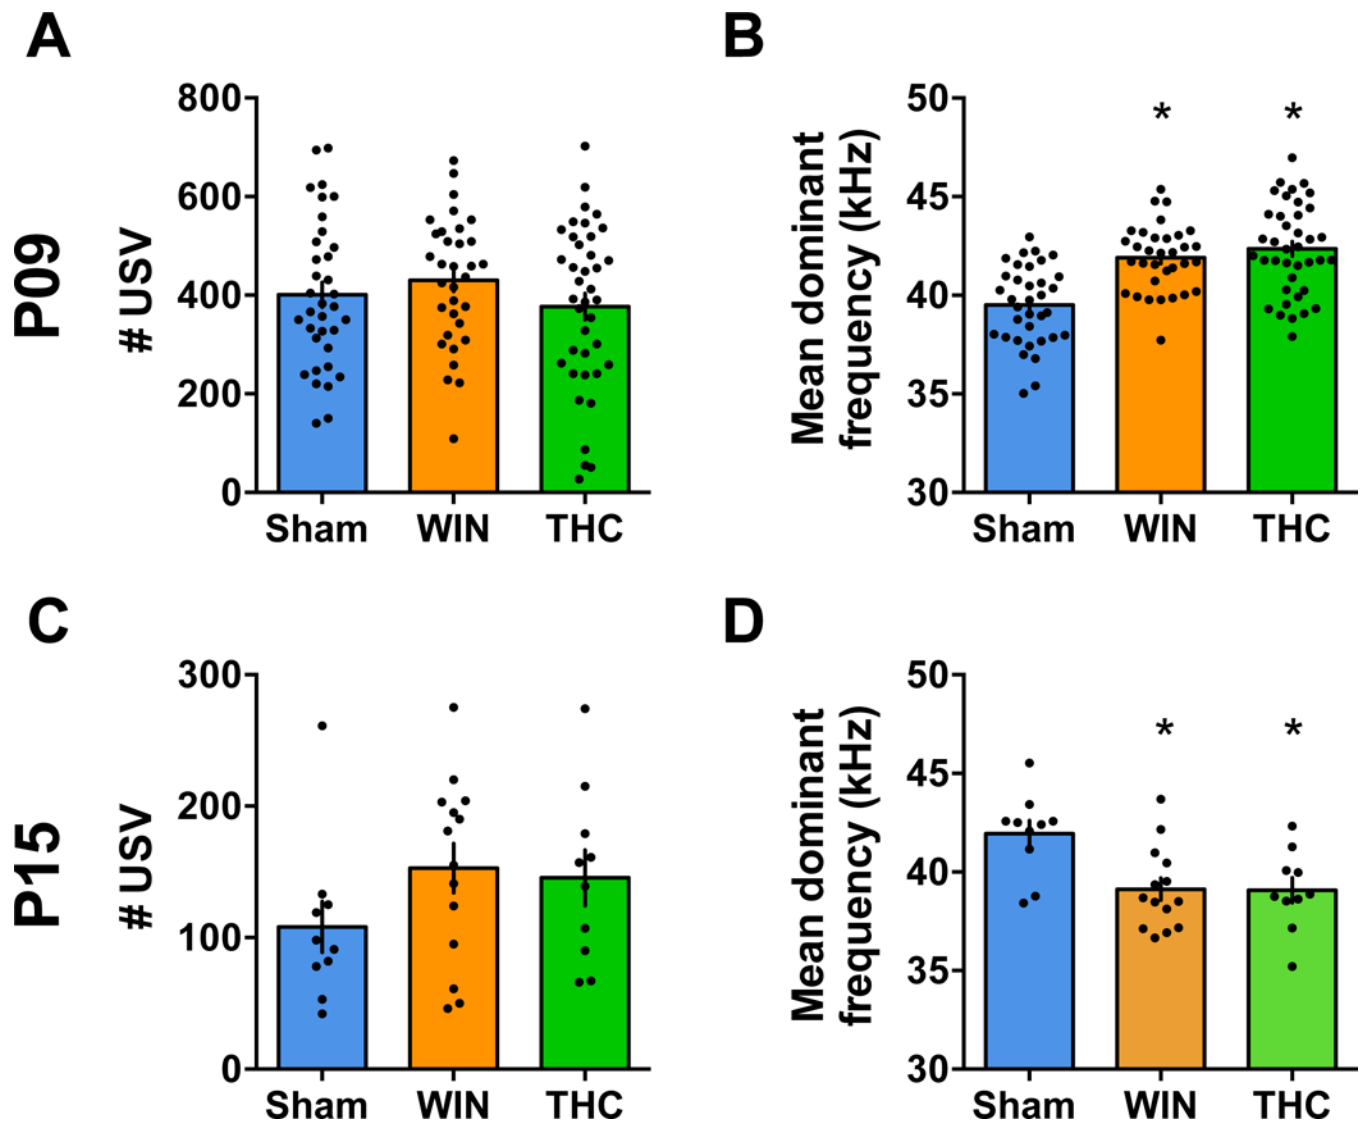 A
B
P09
# USV
800
600
400
200
0
Sham WIN THC
Mean dominant
frequency (kHz)
50
45
40
35
30
* *
Sham WIN THC
C
D
P15
# USV
300
200
100
0
Sham WIN THC
Mean dominant
frequency (kHz)
50
45
40
35
30
* *
Sham WIN THC